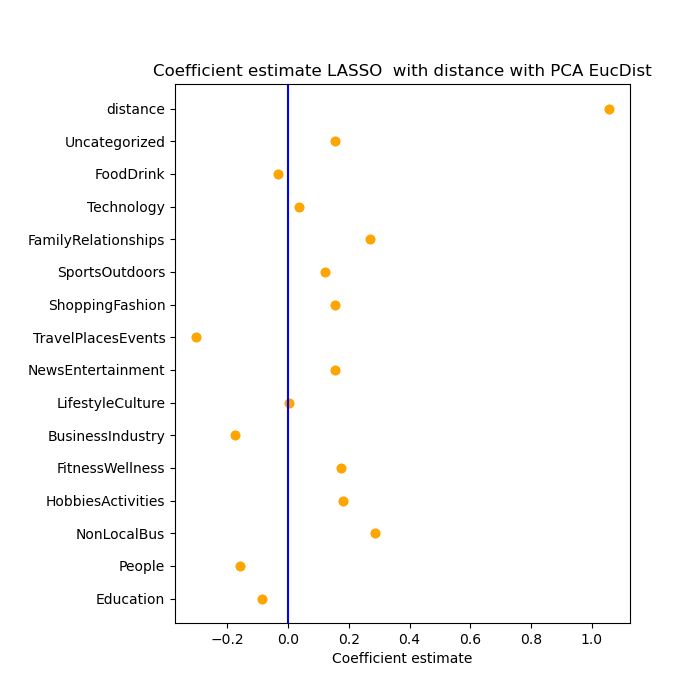 Coefficient estimate LASSO  with distance with PCA EucDist
distance
Uncategorized
FoodDrink
Technology
FamilyRelationships
SportsOutdoors
ShoppingFashion
TravelPlacesEvents
NewsEntertainment
LifestyleCulture
BusinessIndustry
FitnessWellness
HobbiesActivities
NonLocalBus
People
Education
−0.2 0.0 0.2 0.4 0.6 0.8 1.0
Coefficient estimate